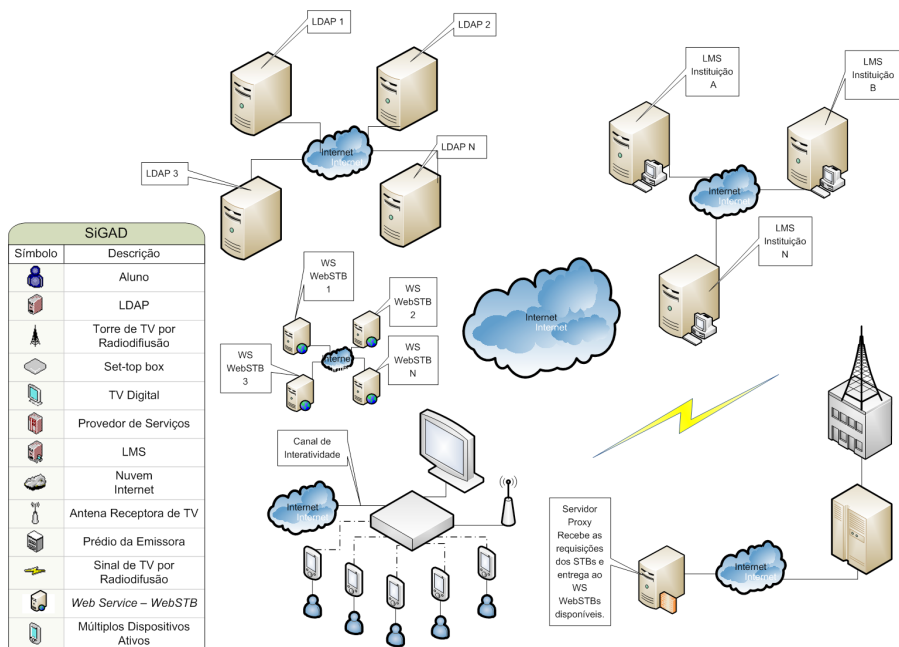 LDAP 1
LDAP 2
LDAP 3
LDAP N
Internet
Internet
LMS
Instituição
A
LMS
Instituição
B
LMS
Instituição
N
Internet
Internet
SiGAD
Símbolo Descrição
Aluno
LDAP
Torre de TV por
Radiodifiusão
Set-top box
TV Digital
Provedor de Serviços
LMS
Nuvem
Internet
Antena Receptora de TV
Prédio da Emissora
Sinal de TV por
Radiodifusão
Web Service – WebSTB
Múltiplos Dispositivos
Ativos
WS
WebSTB
1
WS
WebSTB
2
WS
WebSTB
3
WS
WebSTB
N
Internet
Internet
Internet
Internet
Canal de
Interatividade
Internet
Internet
Servidor
Proxy
Recebe as
requisições
dos STBs e
entrega ao
WS
WebSTBs
disponíveis.
Internet
Internet